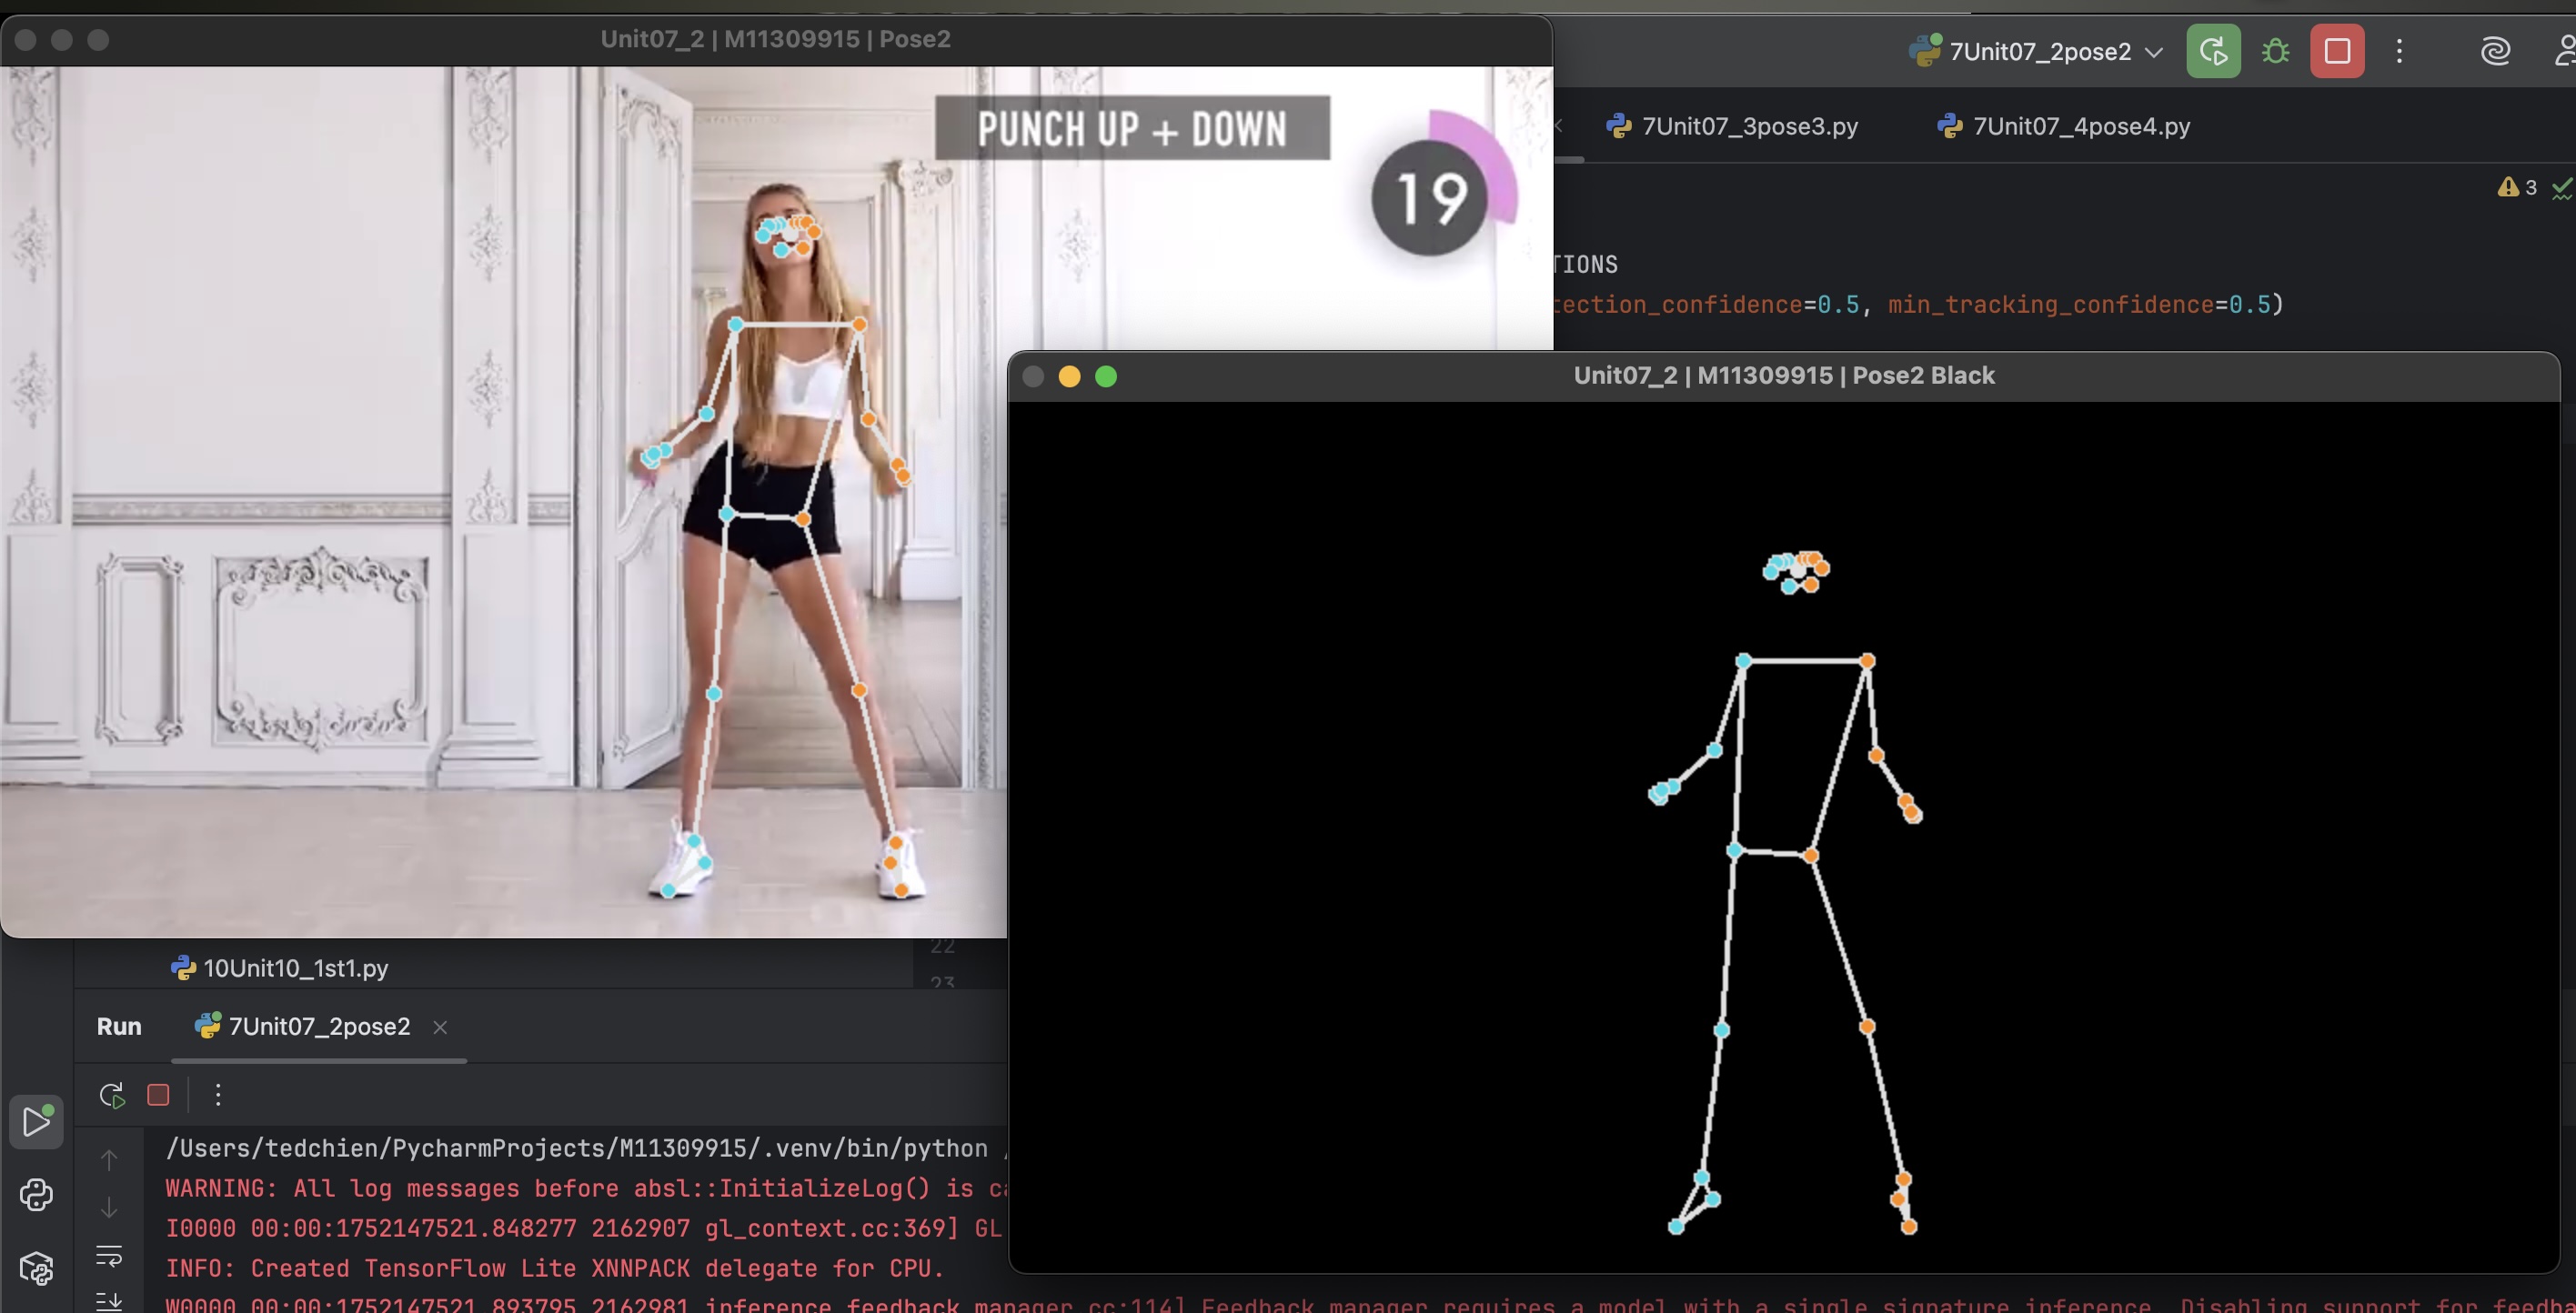 Unit07_2 | M11309915 | Pose2
7Unit07_2pose2
PUNCH UP + DOWN
19
7Unit07_3pose3.py
7Unit07_4pose4.py
3
TIONS
tection_confidence=0.5, min_tracking_confidence=0.5)
Unit07_2 | M11309915 | Pose2 Black
22
23
10Unit10_1st1.py
Run
7Unit07_2pose2
/Users/tedchien/PycharmProjects/M11309915/.venv/bin/python
WARNING: All log messages before absl::InitializeLog() is
I0000 00:00:1752147521.848277 2162907 gl_context.cc:369] GL
INFO: Created TensorFlow Lite XNNPACK delegate for CPU.
W0000 00:00:1752147521.893795 2162981 inference_feedback_manager.cc:114] Feedback manager requires a model with a single signature inference. Disabling support for